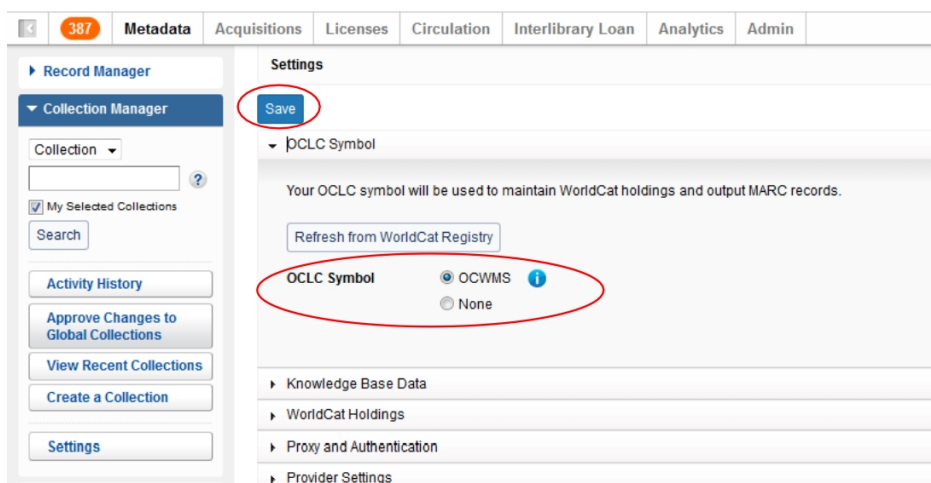 387 Metadata Acquisitions Licenses Circulation Interlibrary Loan Analytics Admin
Record Manager
Collection Manager
Collection
?
My Selected Collections
Search
Activity History
Approve Changes to
Global Collections
View Recent Collections
Create a Collection
Settings
Settings
Save
OCLC Symbol
Your OCLC symbol will be used to maintain WorldCat holdings and output MARC records.
Refresh from WorldCat Registry
OCLC Symbol OCWMS i
None
Knowledge Base Data
WorldCat Holdings
Proxy and Authentication
Provider Settings